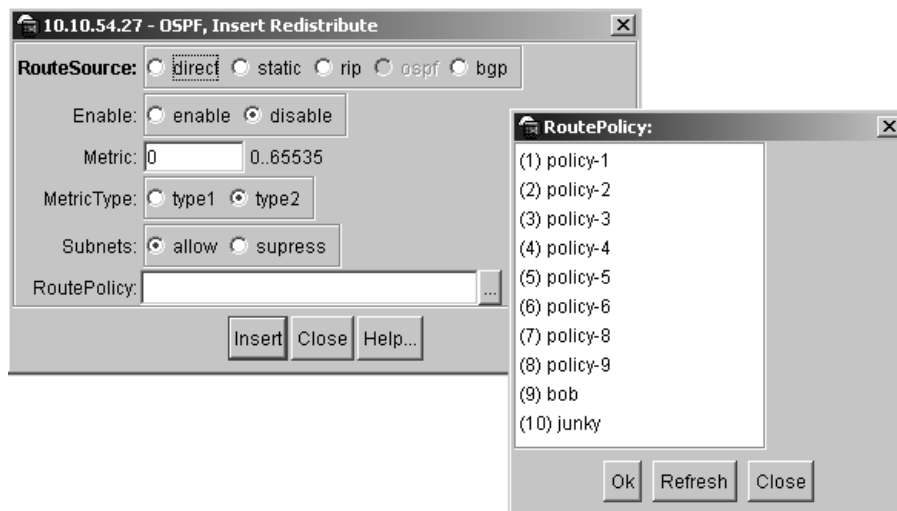 10.10.54.27 - OSPF, Insert Redistribute
RouteSource: direct static rip ospf bgp
Enable: enable disable
Metric: 0 0..65535
MetricType: type1 type2
Subnets: allow supress
RoutePolicy: ...
Insert Close Help...
RoutePolicy:
(1) policy-1
(2) policy-2
(3) policy-3
(4) policy-4
(5) policy-5
(6) policy-6
(7) policy-8
(8) policy-9
(9) bob
(10) junky
Ok Refresh Close